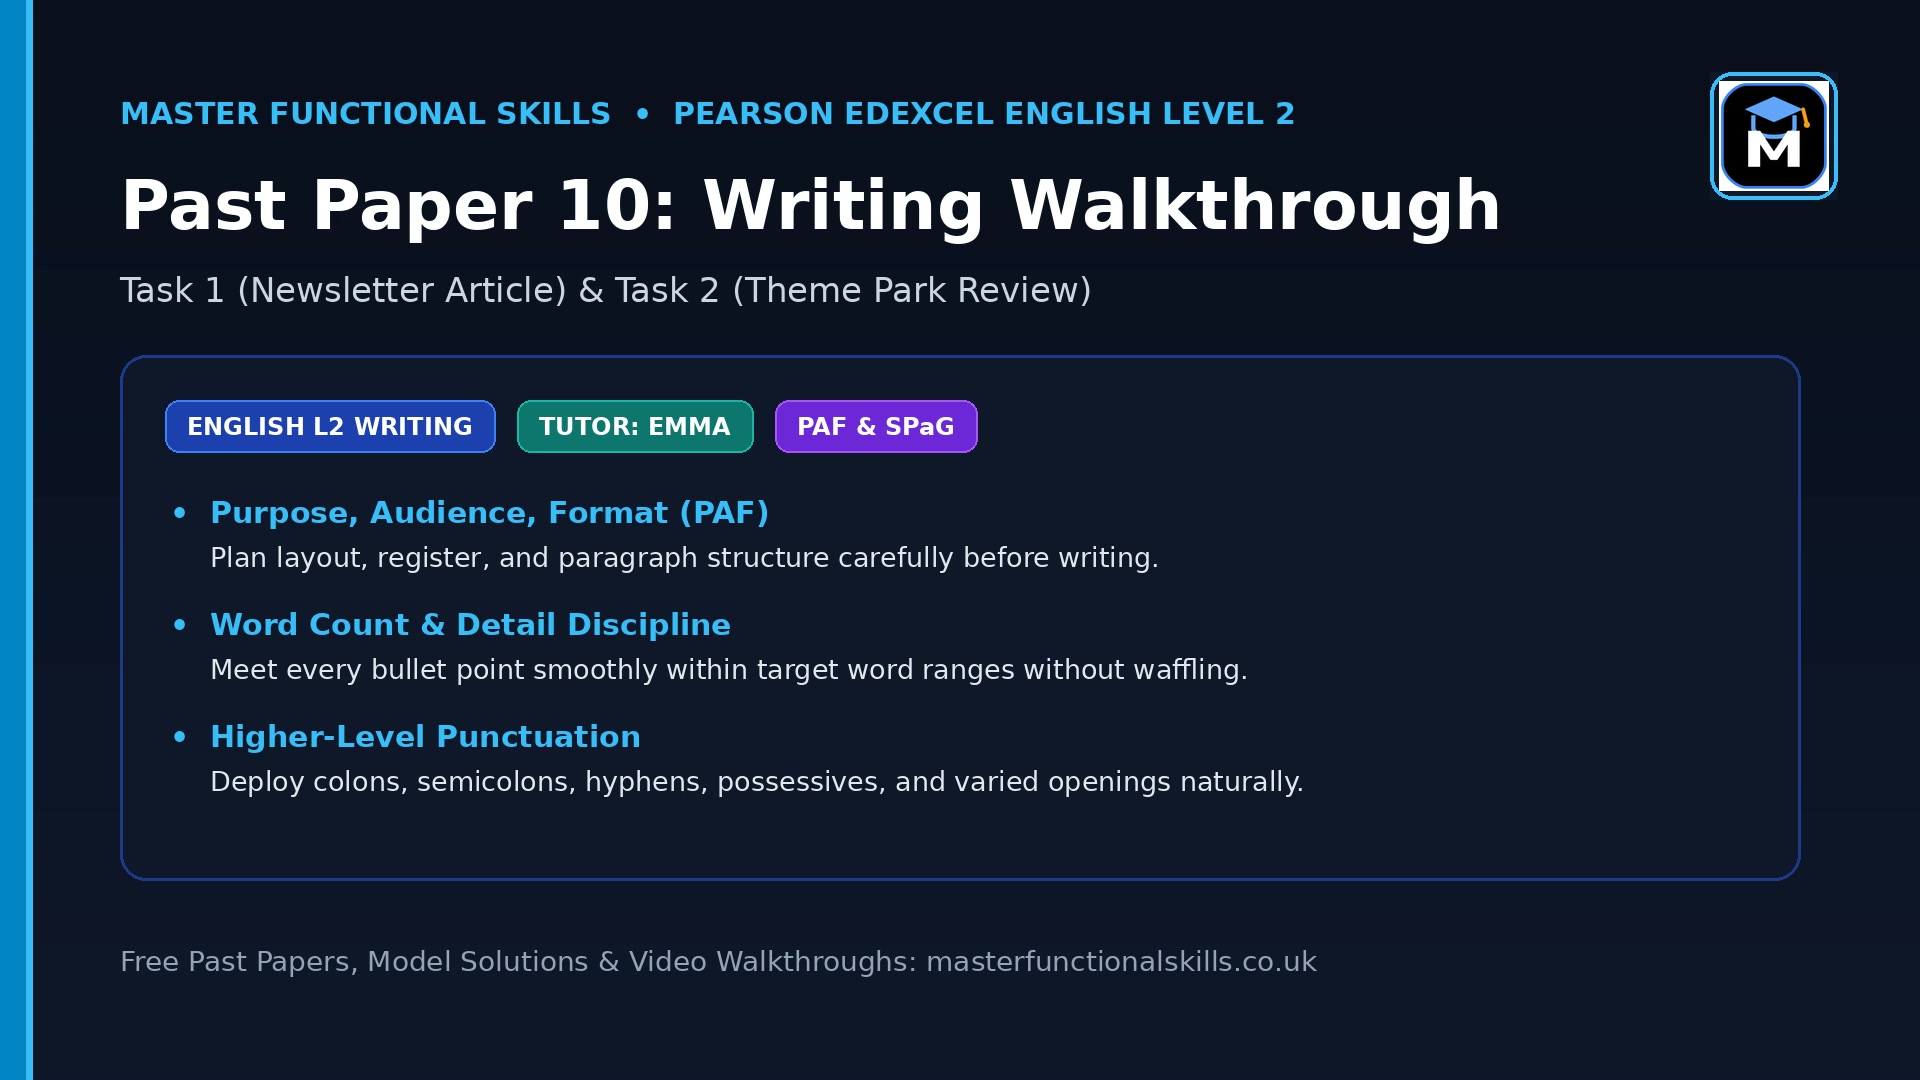 MASTER FUNCTIONAL SKILLS • PEARSON EDEXCEL ENGLISH LEVEL 2
M
Past Paper 10: Writing Walkthrough
Task 1 (Newsletter Article) & Task 2 (Theme Park Review)
ENGLISH L2 WRITING
TUTOR: EMMA
PAF & SPaG
• Purpose, Audience, Format (PAF)
Plan layout, register, and paragraph structure carefully before writing.
• Word Count & Detail Discipline
Meet every bullet point smoothly within target word ranges without waffling.
• Higher-Level Punctuation
Deploy colons, semicolons, hyphens, possessives, and varied openings naturally.
Free Past Papers, Model Solutions & Video Walkthroughs: masterfunctionalskills.co.uk